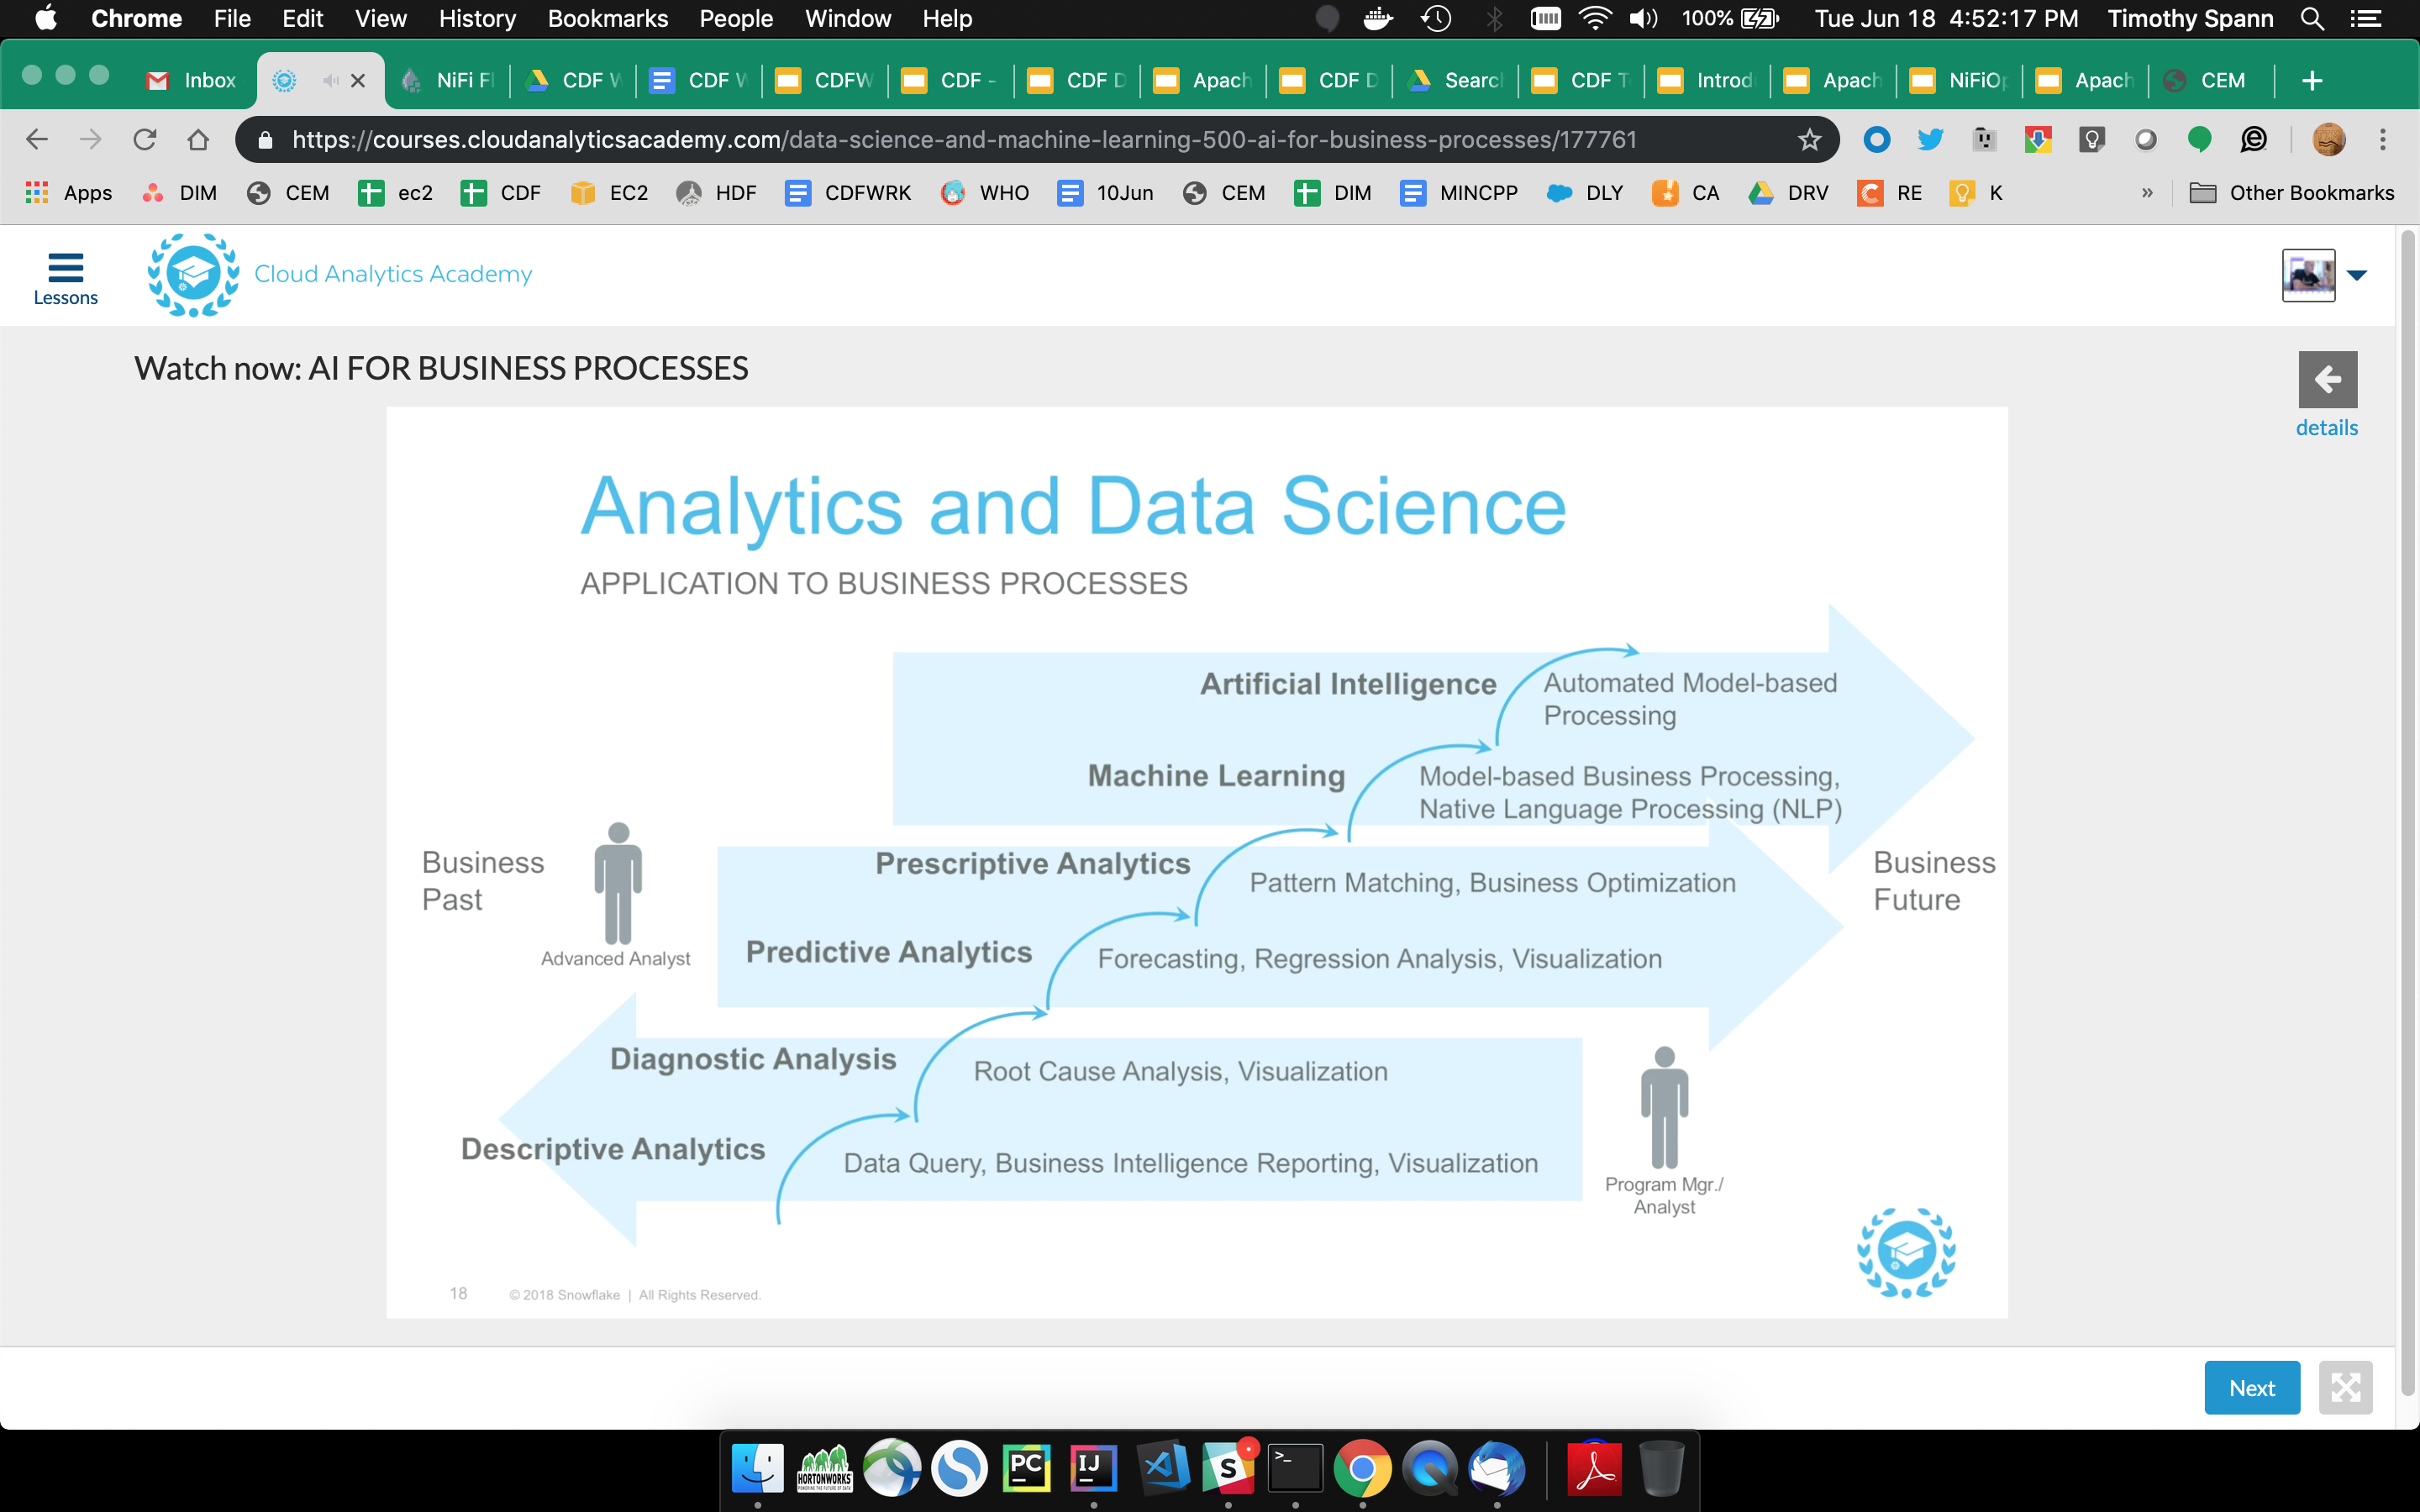 Chrome File Edit View History Bookmarks People Window Help 100% Tue Jun 18 4:52:17 PM Timothy Spann
Inbox NiFi Fl CDF W CDF W CDFW CDF - CDF D Apach CDF D Search CDF T Introd Apach NiFiOp Apach CEM
https://courses.cloudanalyticsacademy.com/data-science-and-machine-learning-500-ai-for-business-processes/177761
Apps DIM CEM ec2 CDF EC2 HDF CDFWRK WHO 10Jun CEM DIM MINCPP DLY CA DRV RE K » Other Bookmarks
Lessons
Cloud Analytics Academy
Watch now: AI FOR BUSINESS PROCESSES
details
Analytics and Data Science
APPLICATION TO BUSINESS PROCESSES
Artificial Intelligence
Automated Model-based
Processing
Machine Learning
Model-based Business Processing,
Native Language Processing (NLP)
Business
Past
Advanced Analyst
Prescriptive Analytics
Pattern Matching, Business Optimization
Business
Future
Predictive Analytics
Forecasting, Regression Analysis, Visualization
Diagnostic Analysis
Root Cause Analysis, Visualization
Descriptive Analytics
Data Query, Business Intelligence Reporting, Visualization
Program Mgr./
Analyst
18 © 2018 Snowflake | All Rights Reserved.
Next
HORTONWORKS
PC
IJ
S
>_